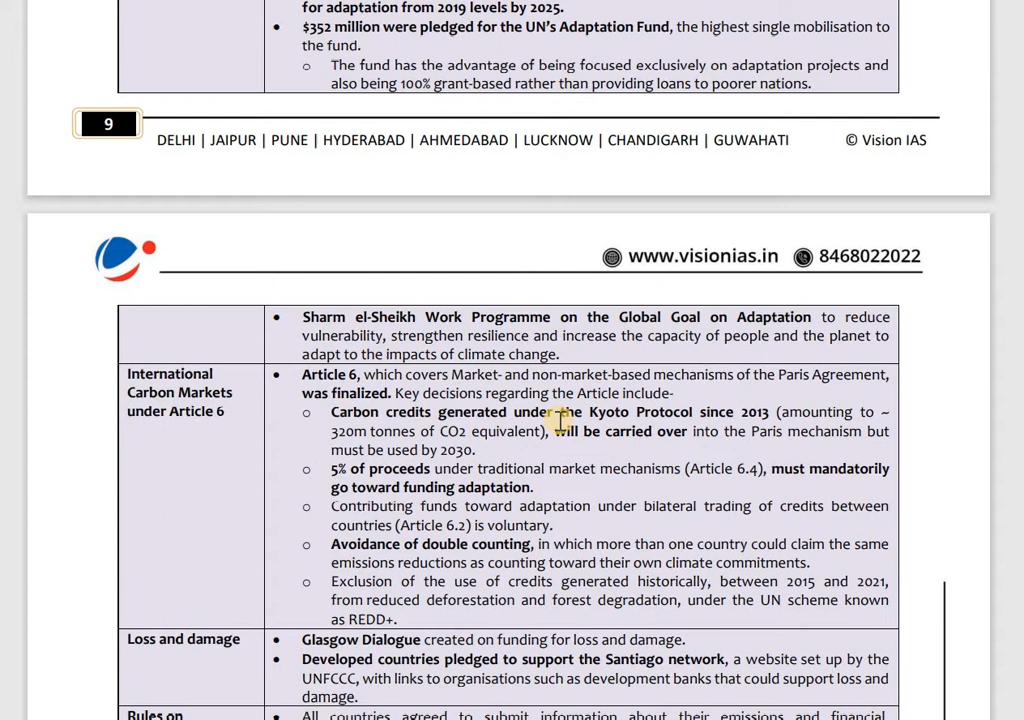 for adaptation from 2019 levels by 2025.
• $352 million were pledged for the UN's Adaptation Fund, the highest single mobilisation to
the fund.
o The fund has the advantage of being focused exclusively on adaptation projects and
also being 100% grant-based rather than providing loans to poorer nations.
9
DELHI | JAIPUR | PUNE | HYDERABAD | AHMEDABAD | LUCKNOW | CHANDIGARH | GUWAHATI © Vision IAS
www.visionias.in 8468022022
• Sharm el-Sheikh Work Programme on the Global Goal on Adaptation to reduce
vulnerability, strengthen resilience and increase the capacity of people and the planet to
adapt to the impacts of climate change.
International
Carbon Markets
under Article 6
• Article 6, which covers Market- and non-market-based mechanisms of the Paris Agreement,
was finalized. Key decisions regarding the Article include-
o Carbon credits generated under the Kyoto Protocol since 2013 (amounting to ~
320m tonnes of CO2 equivalent), will be carried over into the Paris mechanism but
must be used by 2030.
o 5% of proceeds under traditional market mechanisms (Article 6.4), must mandatorily
go toward funding adaptation.
o Contributing funds toward adaptation under bilateral trading of credits between
countries (Article 6.2) is voluntary.
o Avoidance of double counting, in which more than one country could claim the same
emissions reductions as counting toward their own climate commitments.
o Exclusion of the use of credits generated historically, between 2015 and 2021,
from reduced deforestation and forest degradation, under the UN scheme known
as REDD+.
Loss and damage
• Glasgow Dialogue created on funding for loss and damage.
• Developed countries pledged to support the Santiago network, a website set up by the
UNFCCC, with links to organisations such as development banks that could support loss and
damage.
Rules on
• All countries agreed to submit information about their emissions and financial,